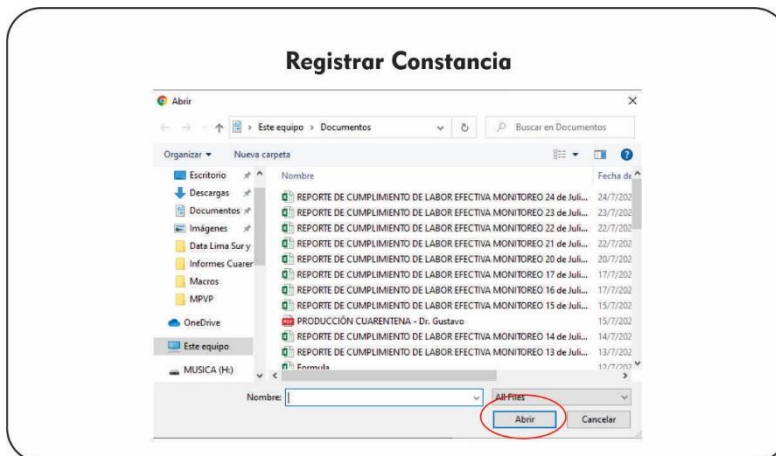 Registrar Constancia
Abrir
Este equipo > Documentos
Buscar en Documentos
Organizar
Nueva carpeta
Escritorio
Descargas
Documentos
Imágenes
Data Lima Sur y
Informes Cuaren
Macros
MPVP
OneDrive
Este equipo
MUSICA (H:)
Nombre
Fecha de
REPORTE DE CUMPLIMIENTO DE LABOR EFECTIVA MONITOREO 24 de Juli... 24/7/202
REPORTE DE CUMPLIMIENTO DE LABOR EFECTIVA MONITOREO 23 de Juli... 23/7/202
REPORTE DE CUMPLIMIENTO DE LABOR EFECTIVA MONITOREO 22 de Juli... 22/7/202
REPORTE DE CUMPLIMIENTO DE LABOR EFECTIVA MONITOREO 21 de Juli... 22/7/202
REPORTE DE CUMPLIMIENTO DE LABOR EFECTIVA MONITOREO 20 de Juli... 20/7/202
REPORTE DE CUMPLIMIENTO DE LABOR EFECTIVA MONITOREO 17 de Juli... 17/7/202
REPORTE DE CUMPLIMIENTO DE LABOR EFECTIVA MONITOREO 16 de Juli... 17/7/202
REPORTE DE CUMPLIMIENTO DE LABOR EFECTIVA MONITOREO 15 de Juli... 15/7/202
PRODUCCIÓN CUARENTENA - Dr. Gustavo 15/7/202
REPORTE DE CUMPLIMIENTO DE LABOR EFECTIVA MONITOREO 14 de Juli... 14/7/202
REPORTE DE CUMPLIMIENTO DE LABOR EFECTIVA MONITOREO 13 de Juli... 13/7/202
Formula 12/7/202
Nombre:
All Files
Abrir
Cancelar